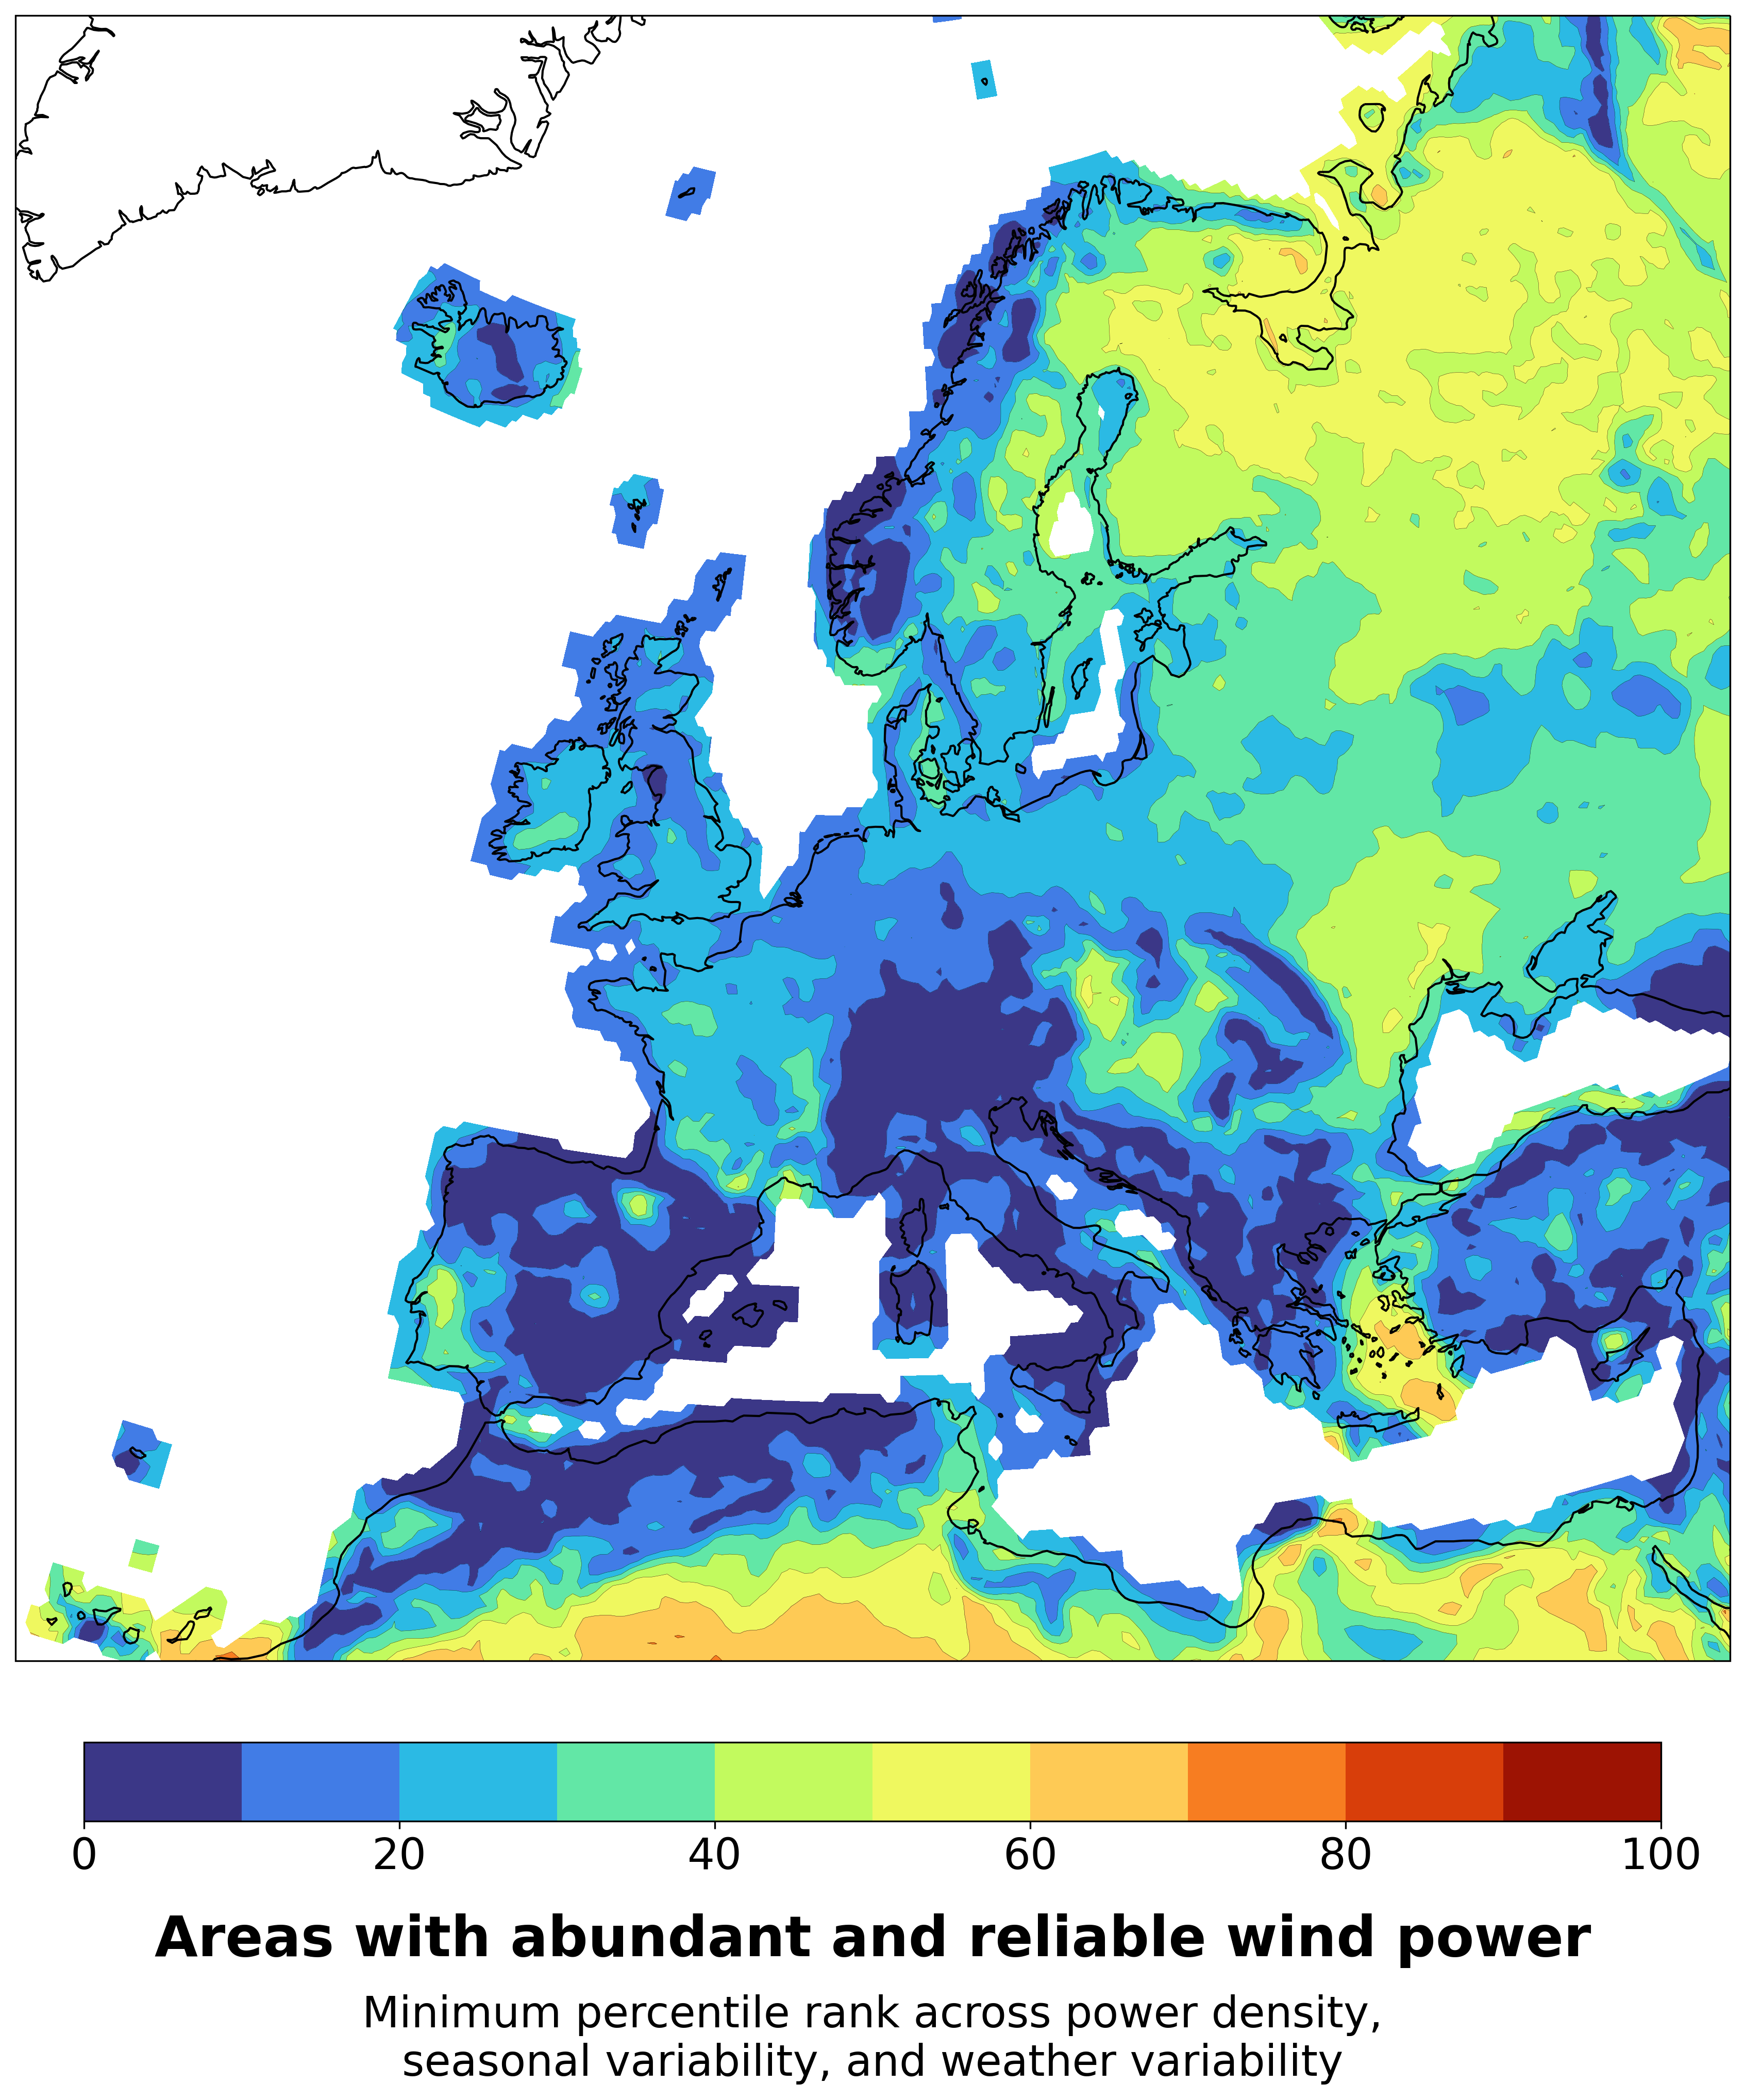 0 20 40 60 80 100
Areas with abundant and reliable wind power
Minimum percentile rank across power density,
seasonal variability, and weather variability